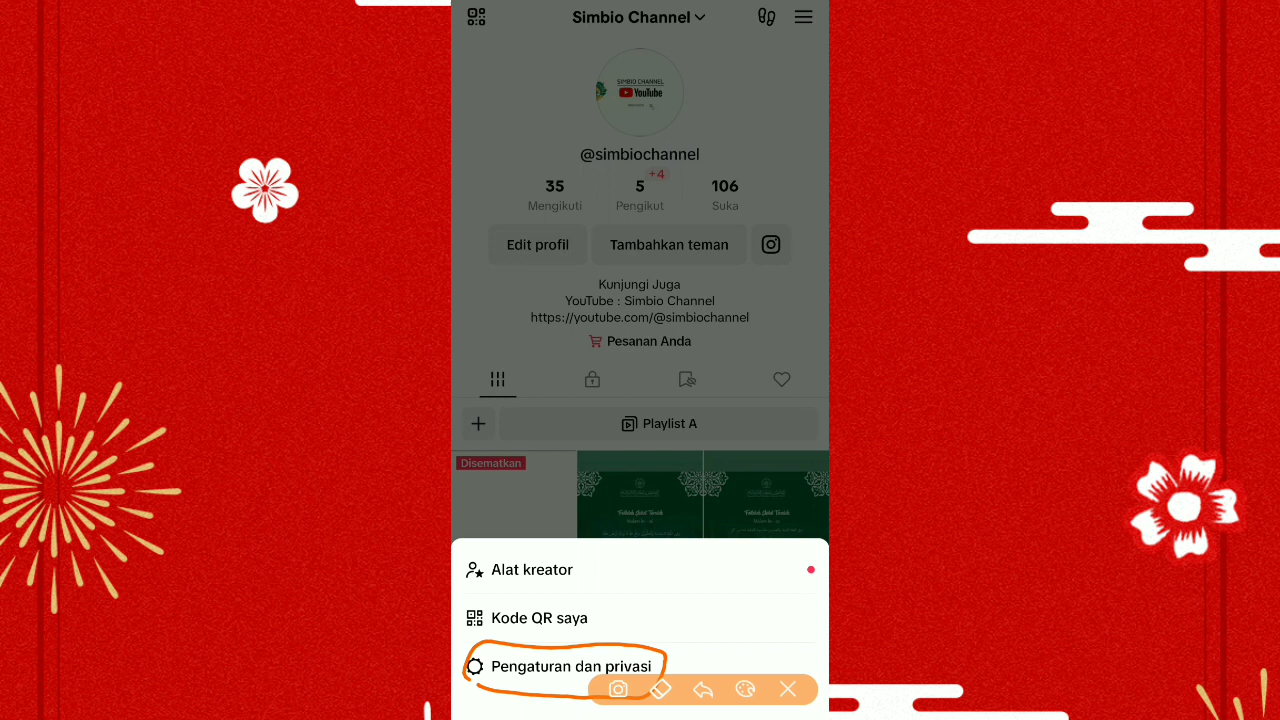 Simbio Channel
SIMBIO CHANNEL
YouTube
@simbiochannel
+4
35 5 106
Mengikuti Pengikut Suka
Edit profil Tambahkan teman
Kunjungi Juga
YouTube : Simbio Channel
https://youtube.com/@simbiochannel
Pesanan Anda
Playlist A
Disematkan
Alat kreator
Kode QR saya
Pengaturan dan privasi